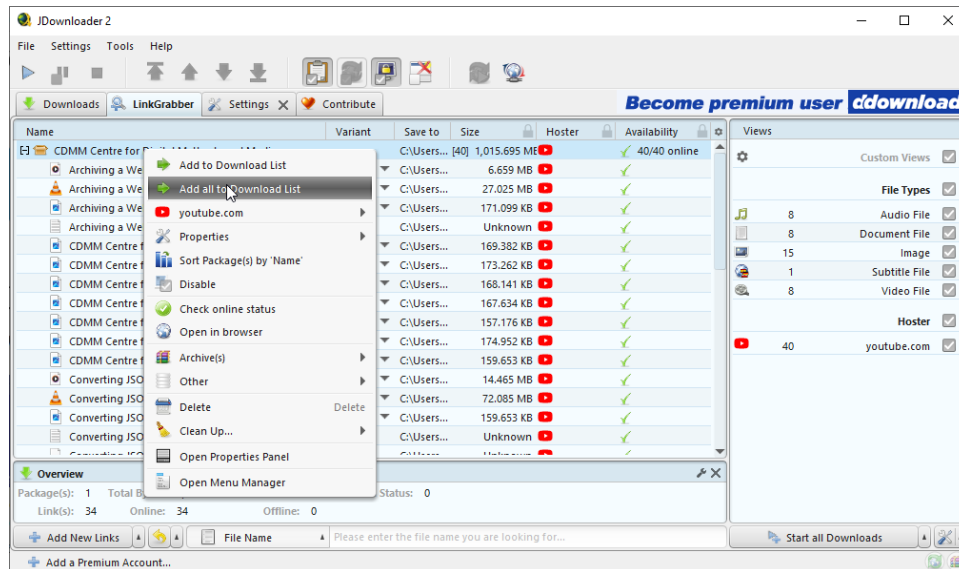 JDownloader 2
File Settings Tools Help
Downloads LinkGrabber Settings Contribute
Become premium user ddownload
Name Variant Save to Size Hoster Availability
CDMM Centre for C:\Users... [40] 1,015.695 ME 40/40 online
Archiving a We C:\Users... 6.659 MB
Archiving a We C:\Users... 27.025 MB
Archiving a We C:\Users... 171.099 KB
Archiving a We C:\Users... Unknown
CDMM Centre f C:\Users... 169.382 KB
CDMM Centre f C:\Users... 173.262 KB
CDMM Centre f C:\Users... 168.141 KB
CDMM Centre f C:\Users... 167.634 KB
CDMM Centre f C:\Users... 157.176 KB
CDMM Centre f C:\Users... 174.952 KB
CDMM Centre f C:\Users... 159.653 KB
Converting JSO C:\Users... 14.465 MB
Converting JSO C:\Users... 72.085 MB
Converting JSO C:\Users... 159.653 KB
Converting JSO C:\Users... Unknown
Add to Download List
Add all to Download List
youtube.com
Properties
Sort Package(s) by 'Name'
Disable
Check online status
Open in browser
Archive(s)
Other
Delete Delete
Clean Up...
Open Properties Panel
Open Menu Manager
Views
Custom Views
File Types
8 Audio File
8 Document File
15 Image
1 Subtitle File
8 Video File
Hoster
40 youtube.com
Overview
Package(s): 1 Total B Status: 0
Link(s): 34 Online: 34 Offline: 0
Add New Links File Name Please enter the file name you are looking for... Start all Downloads
Add a Premium Account...